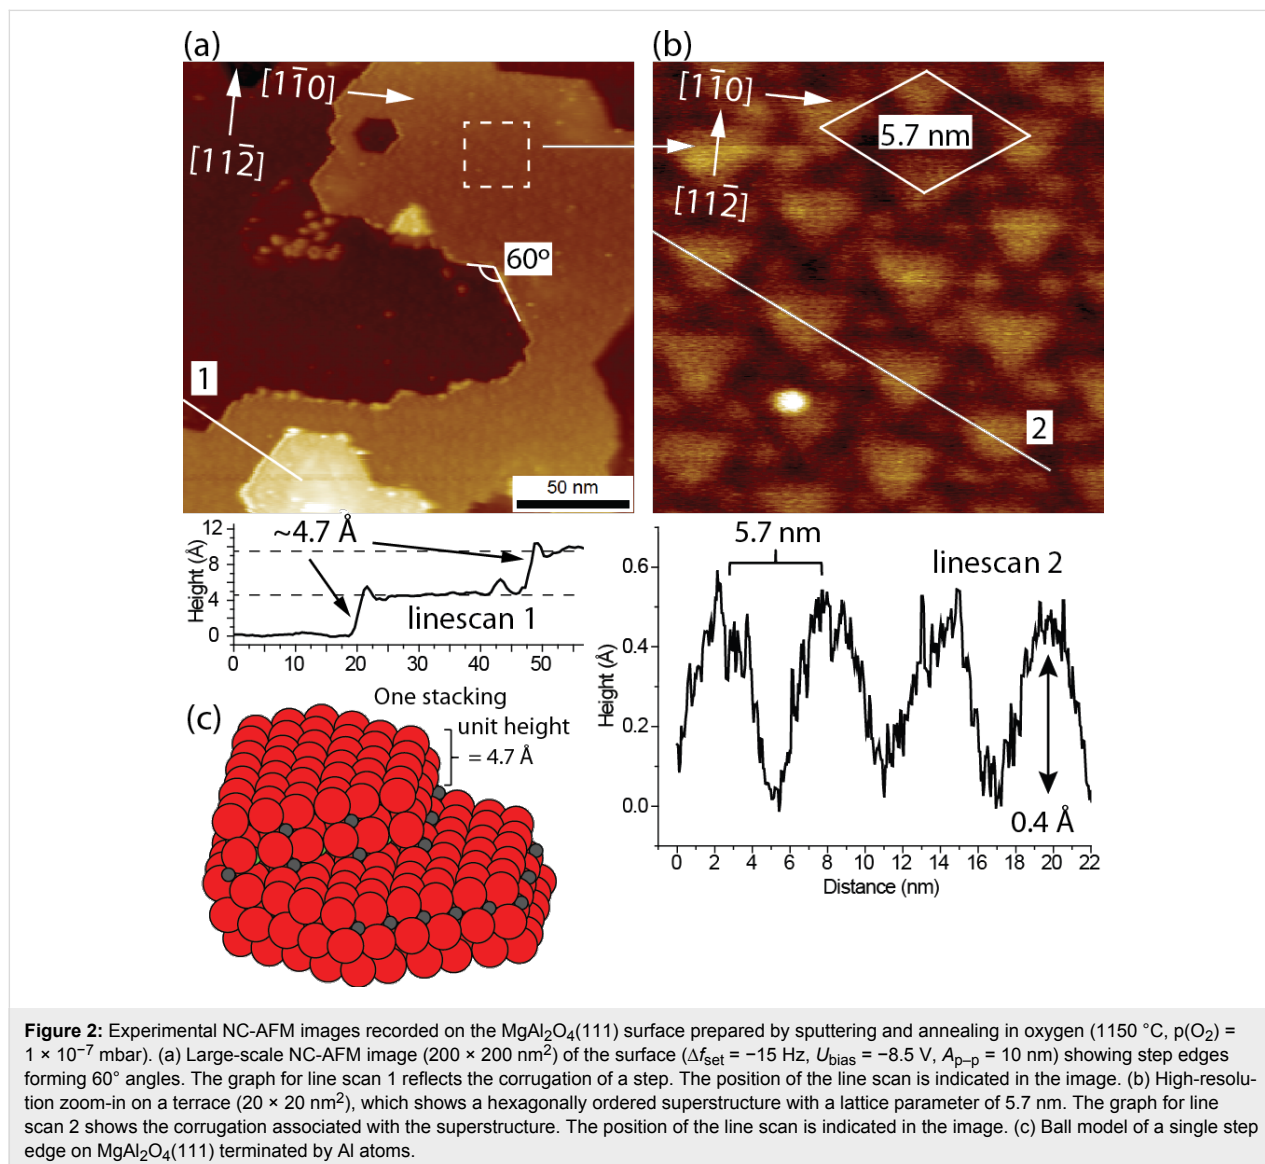 (a)
[11̅0]
[112̅]
60º
1
50 nm
(b)
[11̅0]
5.7 nm
[112̅]
2
~4.7 Å
12
8
4
0
Height (Å)
linescan 1
0 10 20 30 40 50
5.7 nm
linescan 2
0.6
0.4
0.2
0.0
Height (Å)
0.4 Å
0 2 4 6 8 10 12 14 16 18 20 22
Distance (nm)
(c)
One stacking
unit height
= 4.7 Å
Figure 2: Experimental NC-AFM images recorded on the MgAl₂O₄(111) surface prepared by sputtering and annealing in oxygen (1150 °C, p(O₂) =
1 × 10⁻⁷ mbar). (a) Large-scale NC-AFM image (200 × 200 nm²) of the surface (Δf_set = −15 Hz, U_bias = −8.5 V, A_p–p = 10 nm) showing step edges
forming 60° angles. The graph for line scan 1 reflects the corrugation of a step. The position of the line scan is indicated in the image. (b) High-resolu-
tion zoom-in on a terrace (20 × 20 nm²), which shows a hexagonally ordered superstructure with a lattice parameter of 5.7 nm. The graph for line
scan 2 shows the corrugation associated with the superstructure. The position of the line scan is indicated in the image. (c) Ball model of a single step
edge on MgAl₂O₄(111) terminated by Al atoms.